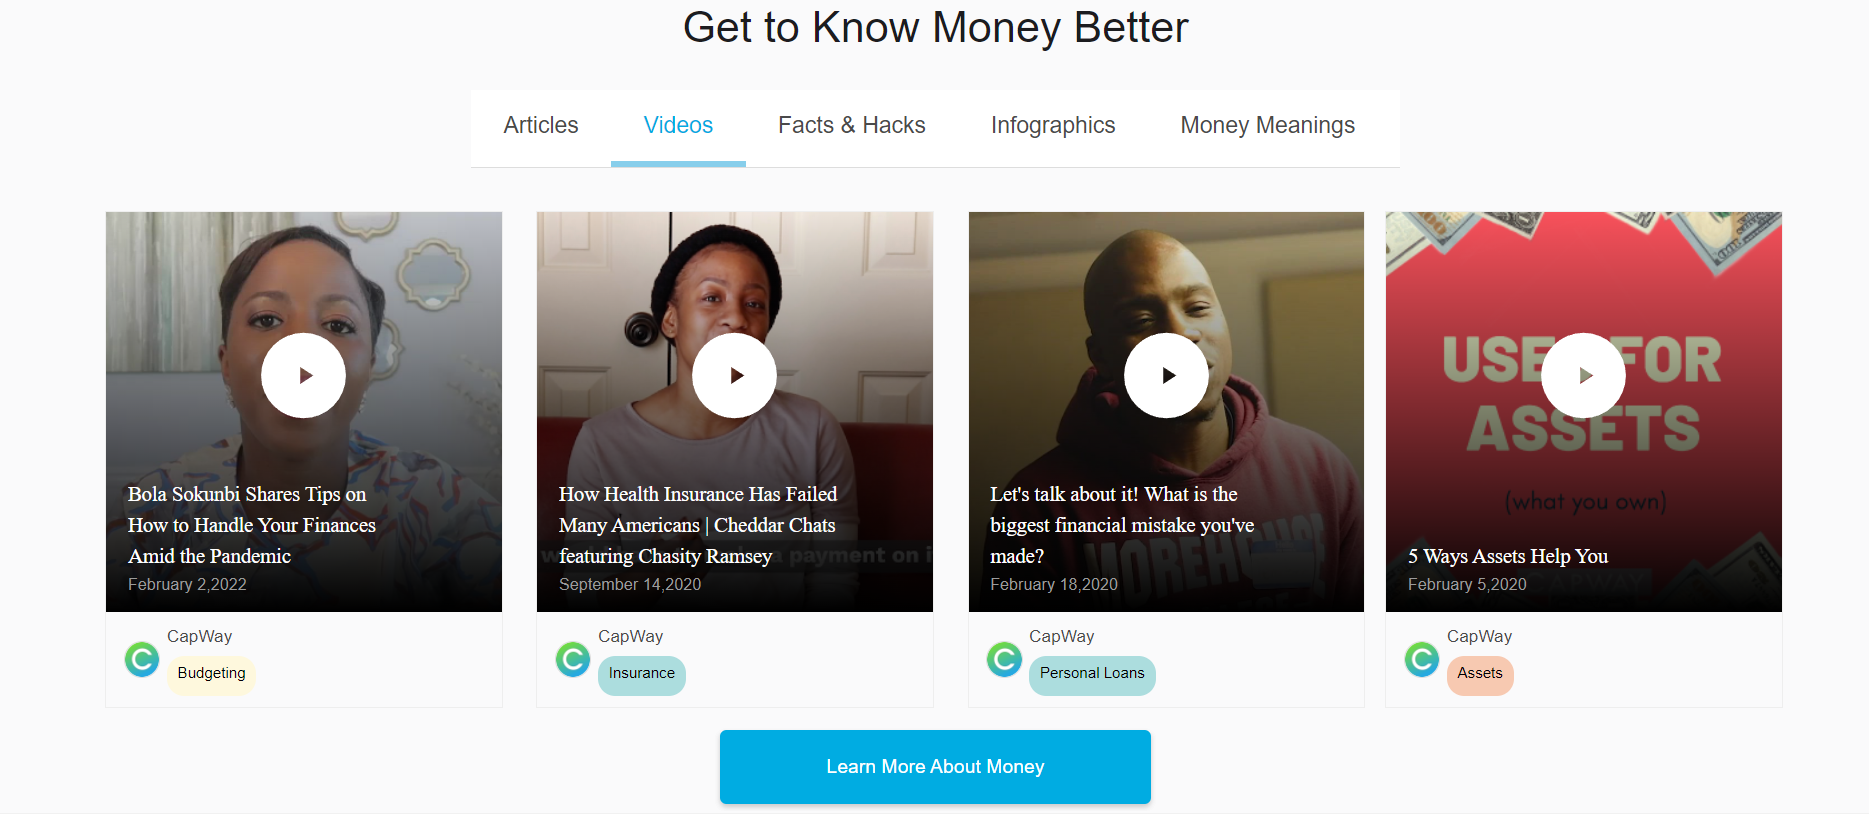 Get to Know Money Better
Articles
Videos
Facts & Hacks
Infographics
Money Meanings
Bola Sokunbi Shares Tips on
How to Handle Your Finances
Amid the Pandemic
February 2,2022
CapWay
Budgeting
How Health Insurance Has Failed
Many Americans | Cheddar Chats
featuring Chasity Ramsey
a payment on
September 14,2020
CapWay
Insurance
Let's talk about it! What is the
biggest financial mistake you've
made?
February 18,2020
CapWay
Personal Loans
FOR
ASSETS
(what you own)
5 Ways Assets Help You
February 5,2020
CapWay
Assets
Learn More About Money